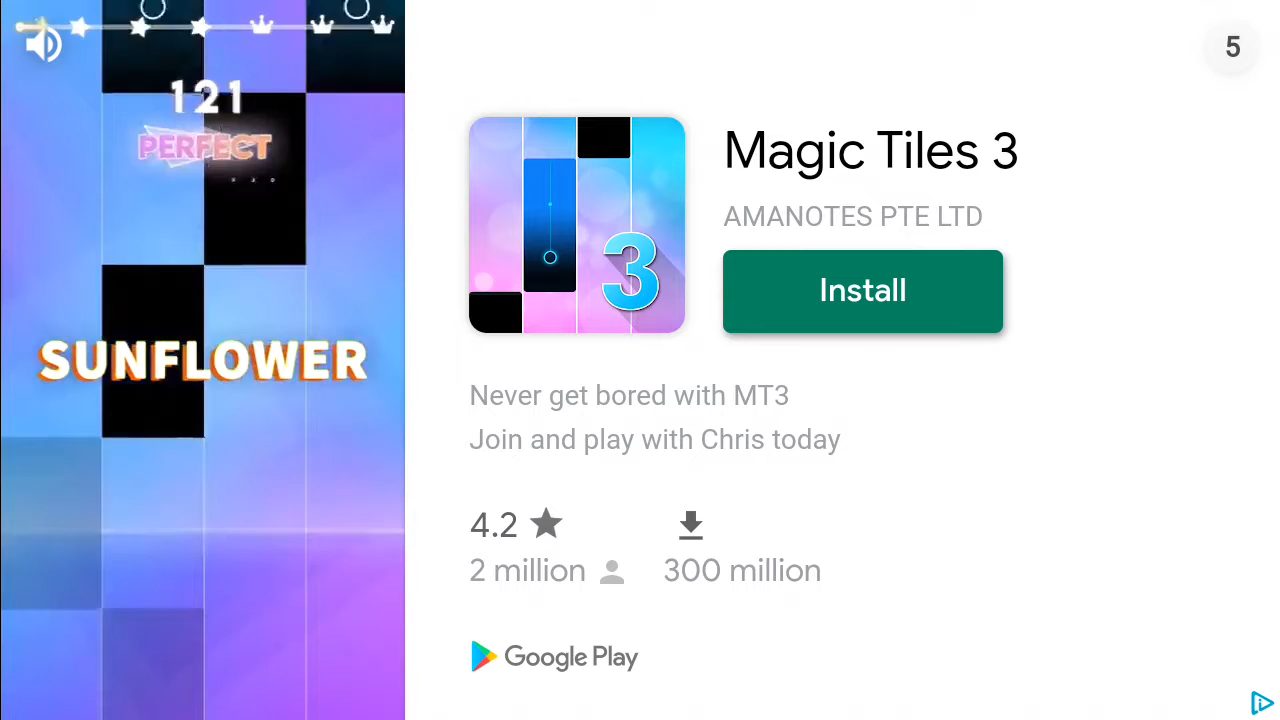 121
PERFECT
SUNFLOWER
5
3
Magic Tiles 3
AMANOTES PTE LTD
Install
Never get bored with MT3
Join and play with Chris today
4.2
2 million
300 million
Google Play